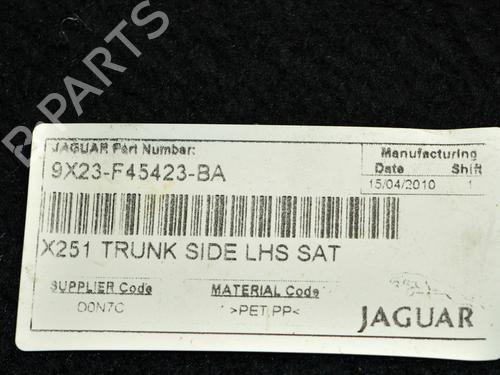 B-PARTS
JAGUAR Part Number:
9X23-F45423-BA
Manufacturing
Date Shift
15/04/2010 1
X251 TRUNK SIDE LHS SAT
SUPPLIER Code
D0N7C
MATERIAL Code
>PET,PP<
JAGUAR